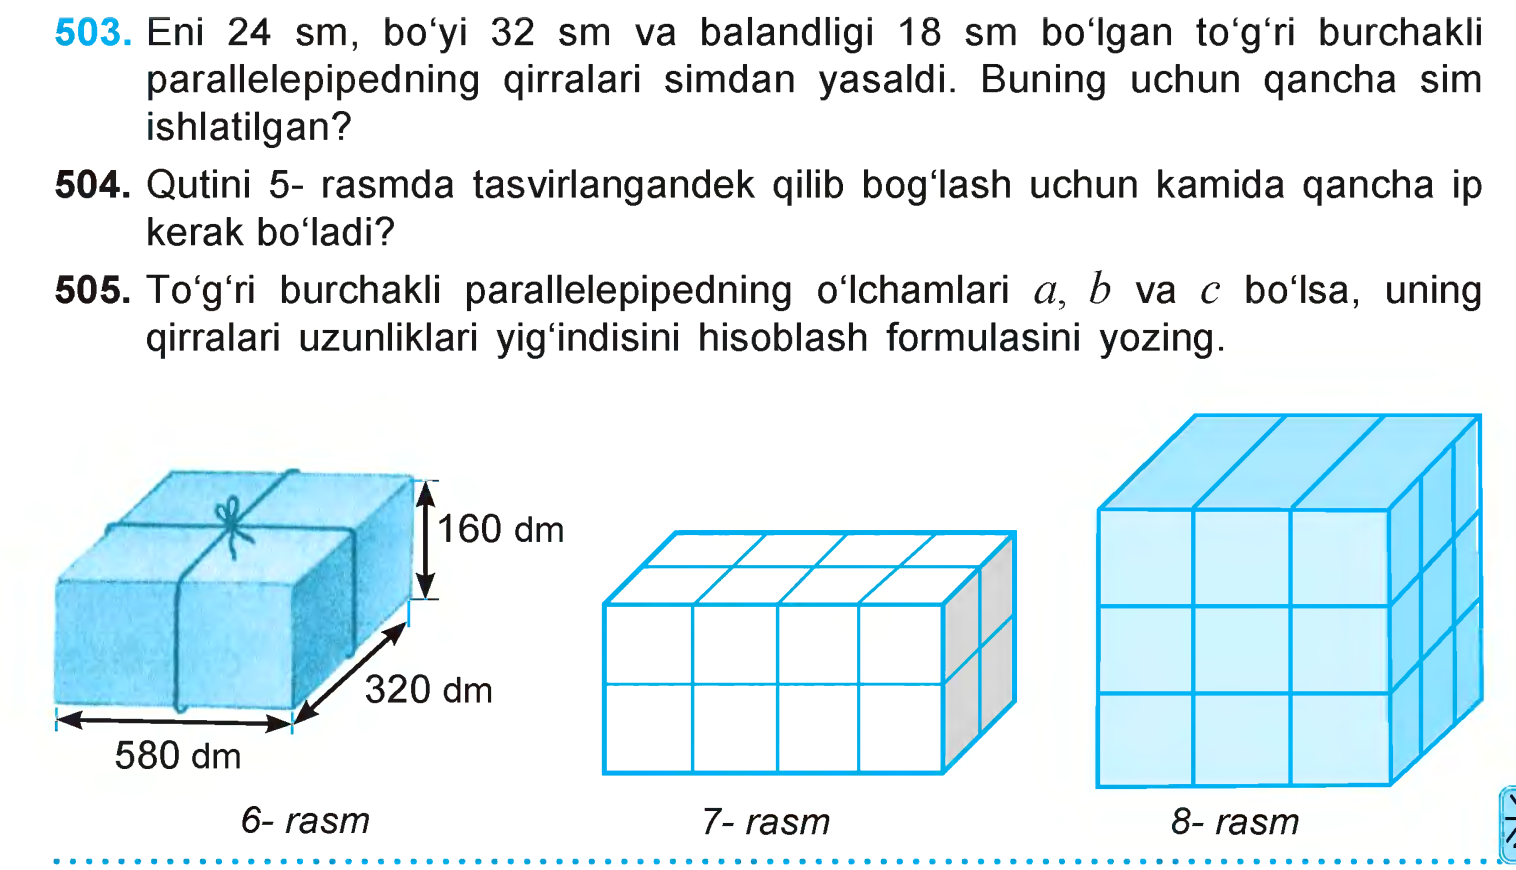 503. Eni 24 sm, bo‘yi 32 sm va balandligi 18 sm bo‘lgan to‘g‘ri burchakli
parallelepipedning qirralari simdan yasaldi. Buning uchun qancha sim
ishlatilgan?
504. Qutini 5- rasmda tasvirlangandek qilib bog‘lash uchun kamida qancha ip
kerak bo‘ladi?
505. To‘g‘ri burchakli parallelepipedning o‘lchamlari a, b va c bo‘lsa, uning
qirralari uzunliklari yig‘indisini hisoblash formulasini yozing.
160 dm
320 dm
580 dm
6- rasm
7- rasm
8- rasm